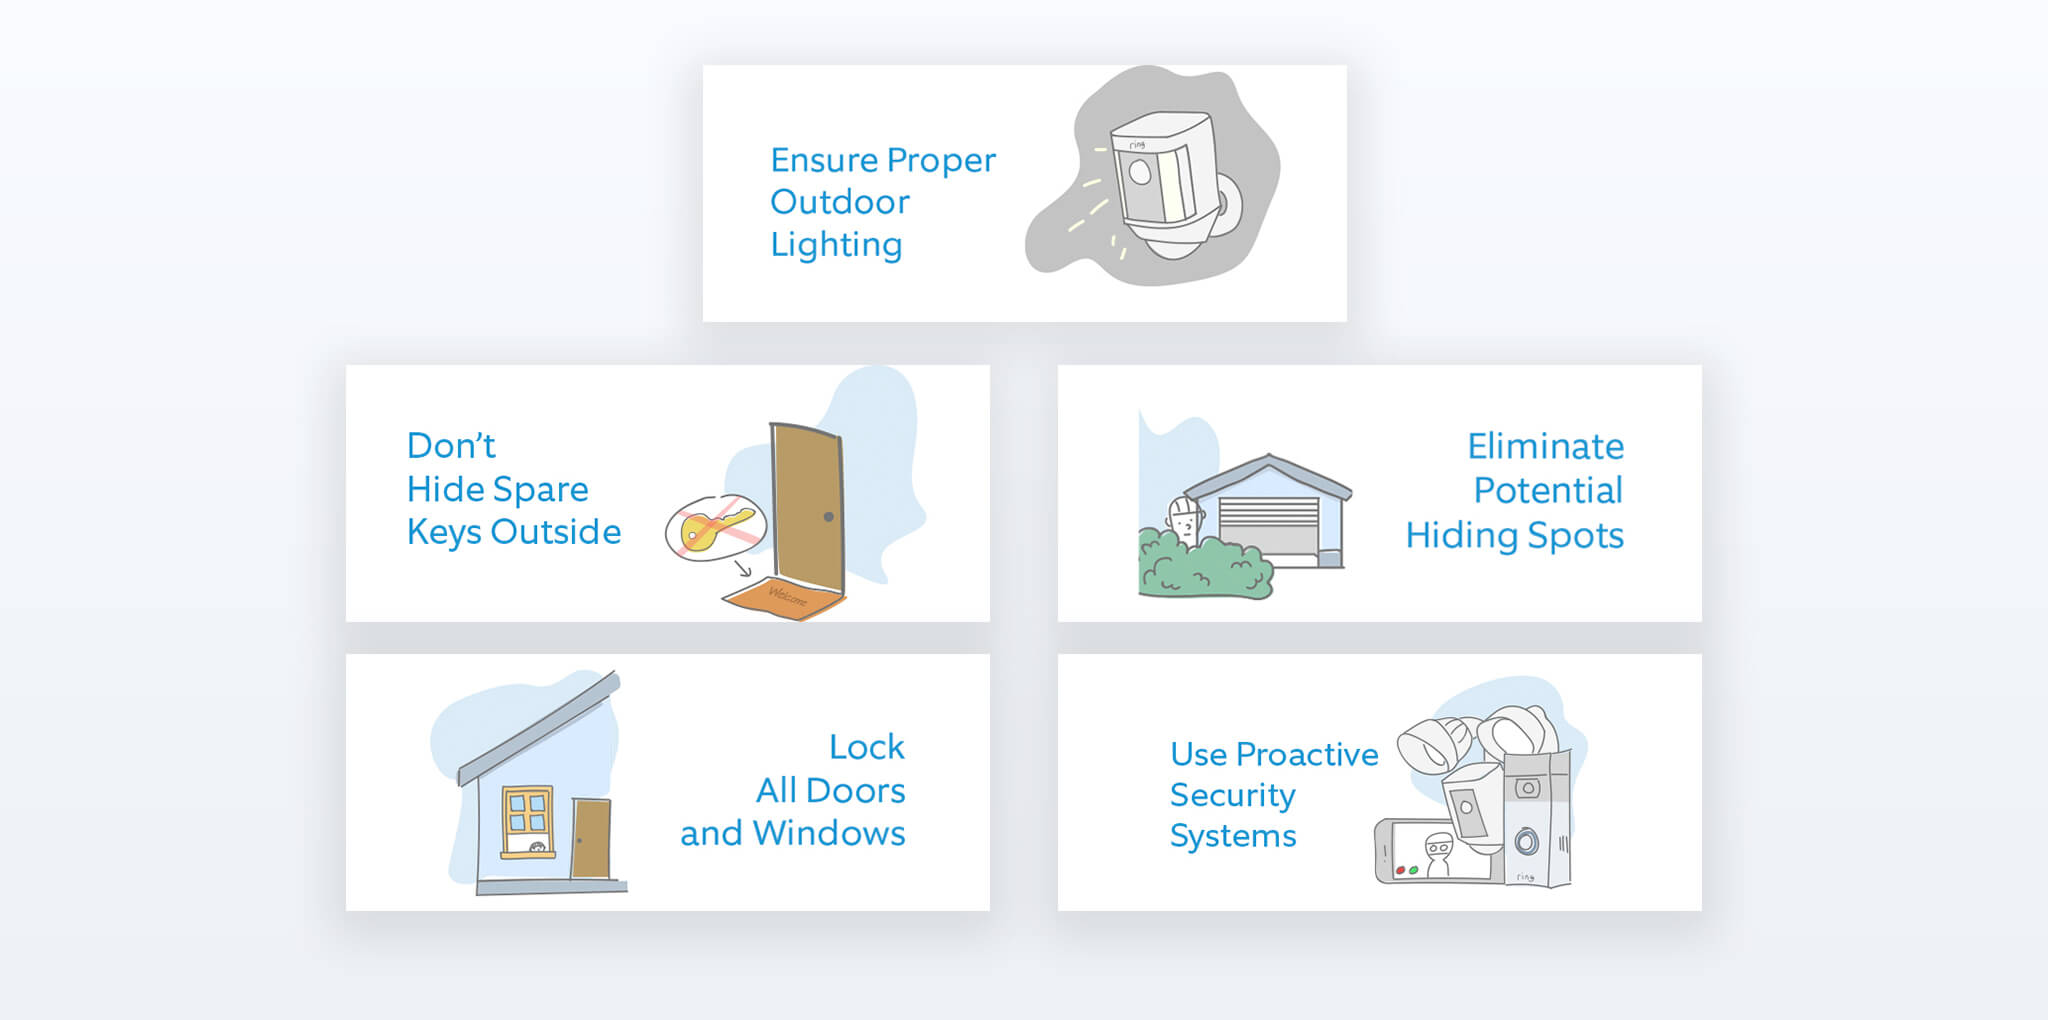 Ensure Proper
Outdoor
Lighting
ring
Don’t
Hide Spare
Keys Outside
Welcome
Eliminate
Potential
Hiding Spots
Lock
All Doors
and Windows
Use Proactive
Security
Systems
ring